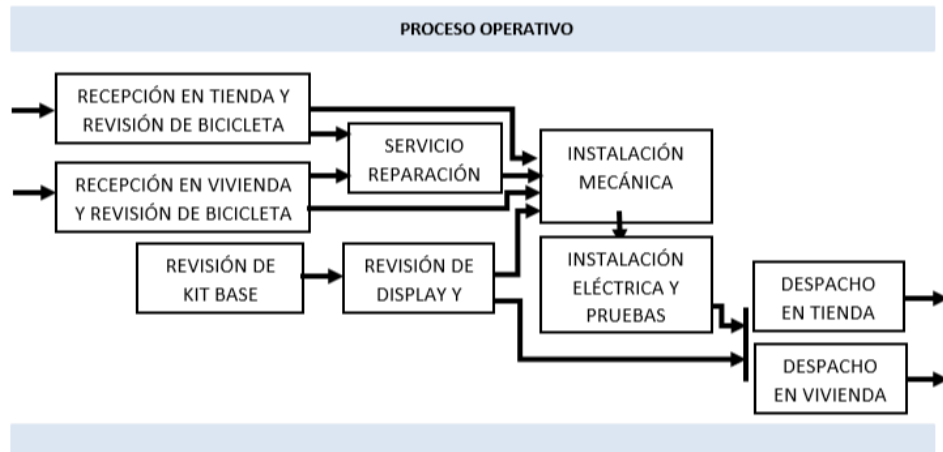 PROCESO OPERATIVO
RECEPCIÓN EN TIENDA Y
REVISIÓN DE BICICLETA
SERVICIO
REPARACIÓN
INSTALACIÓN
MECÁNICA
RECEPCIÓN EN VIVIENDA
Y REVISIÓN DE BICICLETA
REVISIÓN DE
KIT BASE
REVISIÓN DE
DISPLAY Y
INSTALACIÓN
ELÉCTRICA Y
PRUEBAS
DESPACHO
EN TIENDA
DESPACHO
EN VIVIENDA